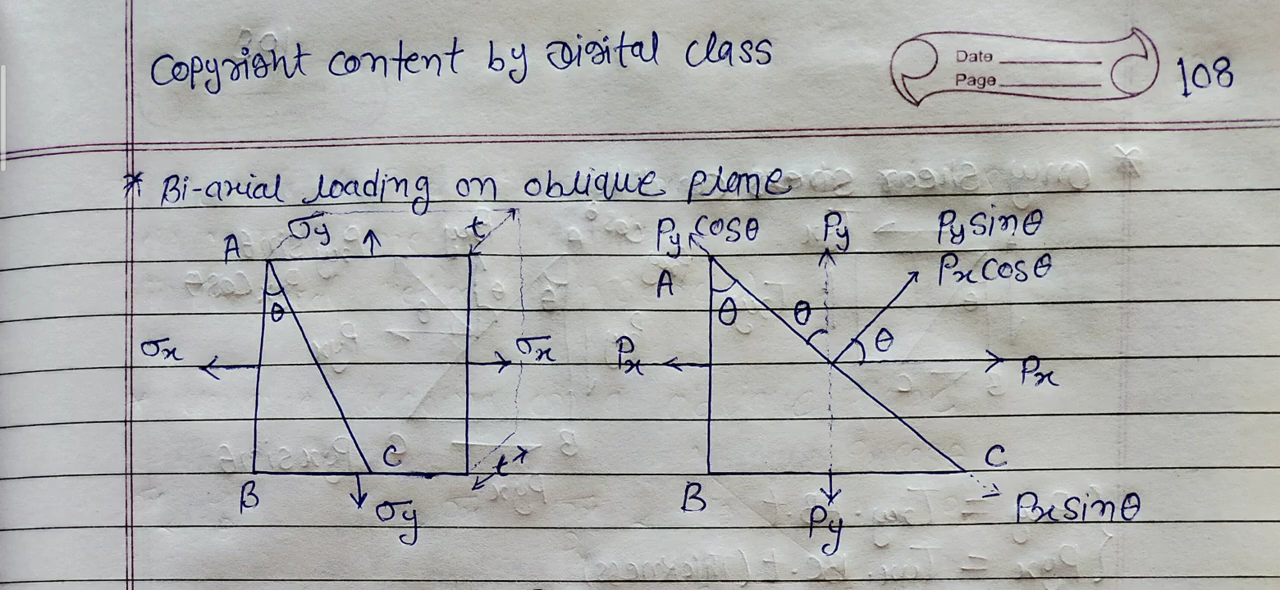 Copyright content by Digital class
Date
Page
108
* Bi-axial loading on oblique plane
σy
t
A
θ
σx
σx
B
C
t
σy
Py cosθ
Py
Py sinθ
Px cosθ
A
θ
θ
θ
Px
Px
B
C
Py
Px sinθ